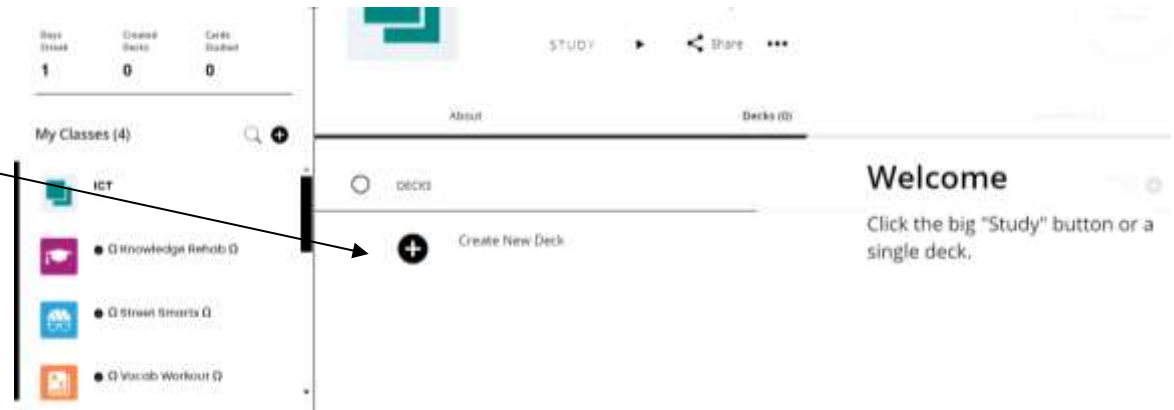 Days Streak
Created Decks
Cards Studied
1
0
0
My Classes (4)
ICT
Ω Knowledge Rehab Ω
Ω Street Smarts Ω
Ω Vocab Workout Ω
STUDY
Share
About
Decks (0)
DECKS
Create New Deck
Welcome
Click the big "Study" button or a
single deck.